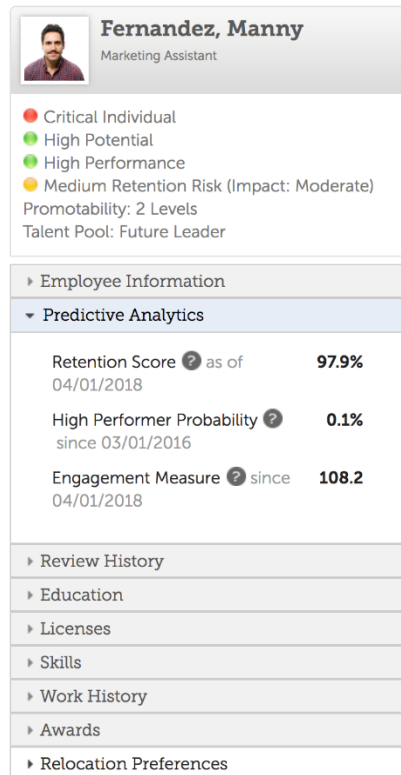 Fernandez, Manny
Marketing Assistant
Critical Individual
High Potential
High Performance
Medium Retention Risk (Impact: Moderate)
Promotability: 2 Levels
Talent Pool: Future Leader
Employee Information
Predictive Analytics
Retention Score ? as of 97.9%
04/01/2018
High Performer Probability ? 0.1%
since 03/01/2016
Engagement Measure ? since 108.2
04/01/2018
Review History
Education
Licenses
Skills
Work History
Awards
Relocation Preferences